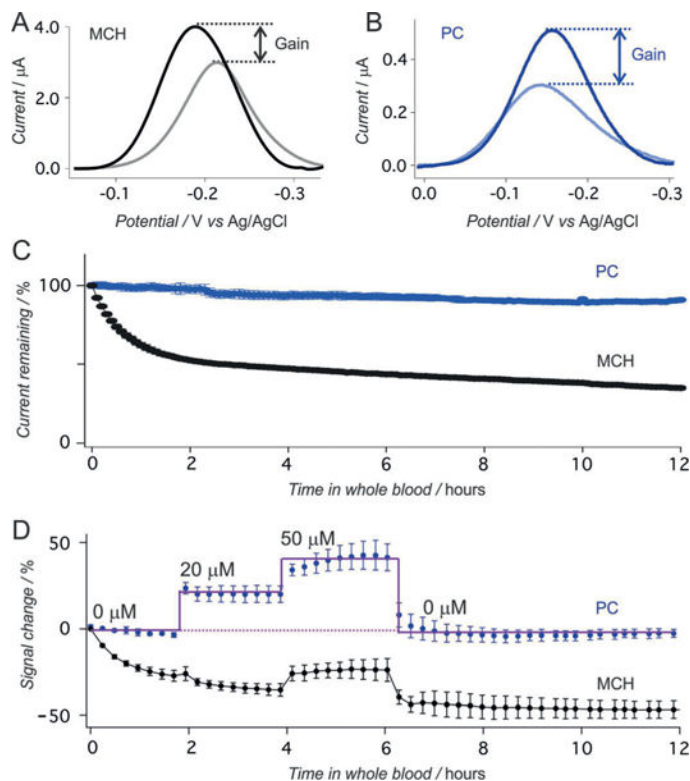 A
MCH
Gain
Current / μA
4.0
2.0
0.0
-0.1
-0.2
-0.3
Potential / V vs Ag/AgCl
B
PC
Gain
Current / μA
0.4
0.2
0.0
0.0
-0.1
-0.2
-0.3
Potential / V vs Ag/AgCl
C
PC
MCH
Current remaining / %
100
0
0
2
4
6
8
10
12
Time in whole blood / hours
D
0 μM
20 μM
50 μM
0 μM
PC
MCH
Signal change / %
50
0
-50
0
2
4
6
8
10
12
Time in whole blood / hours